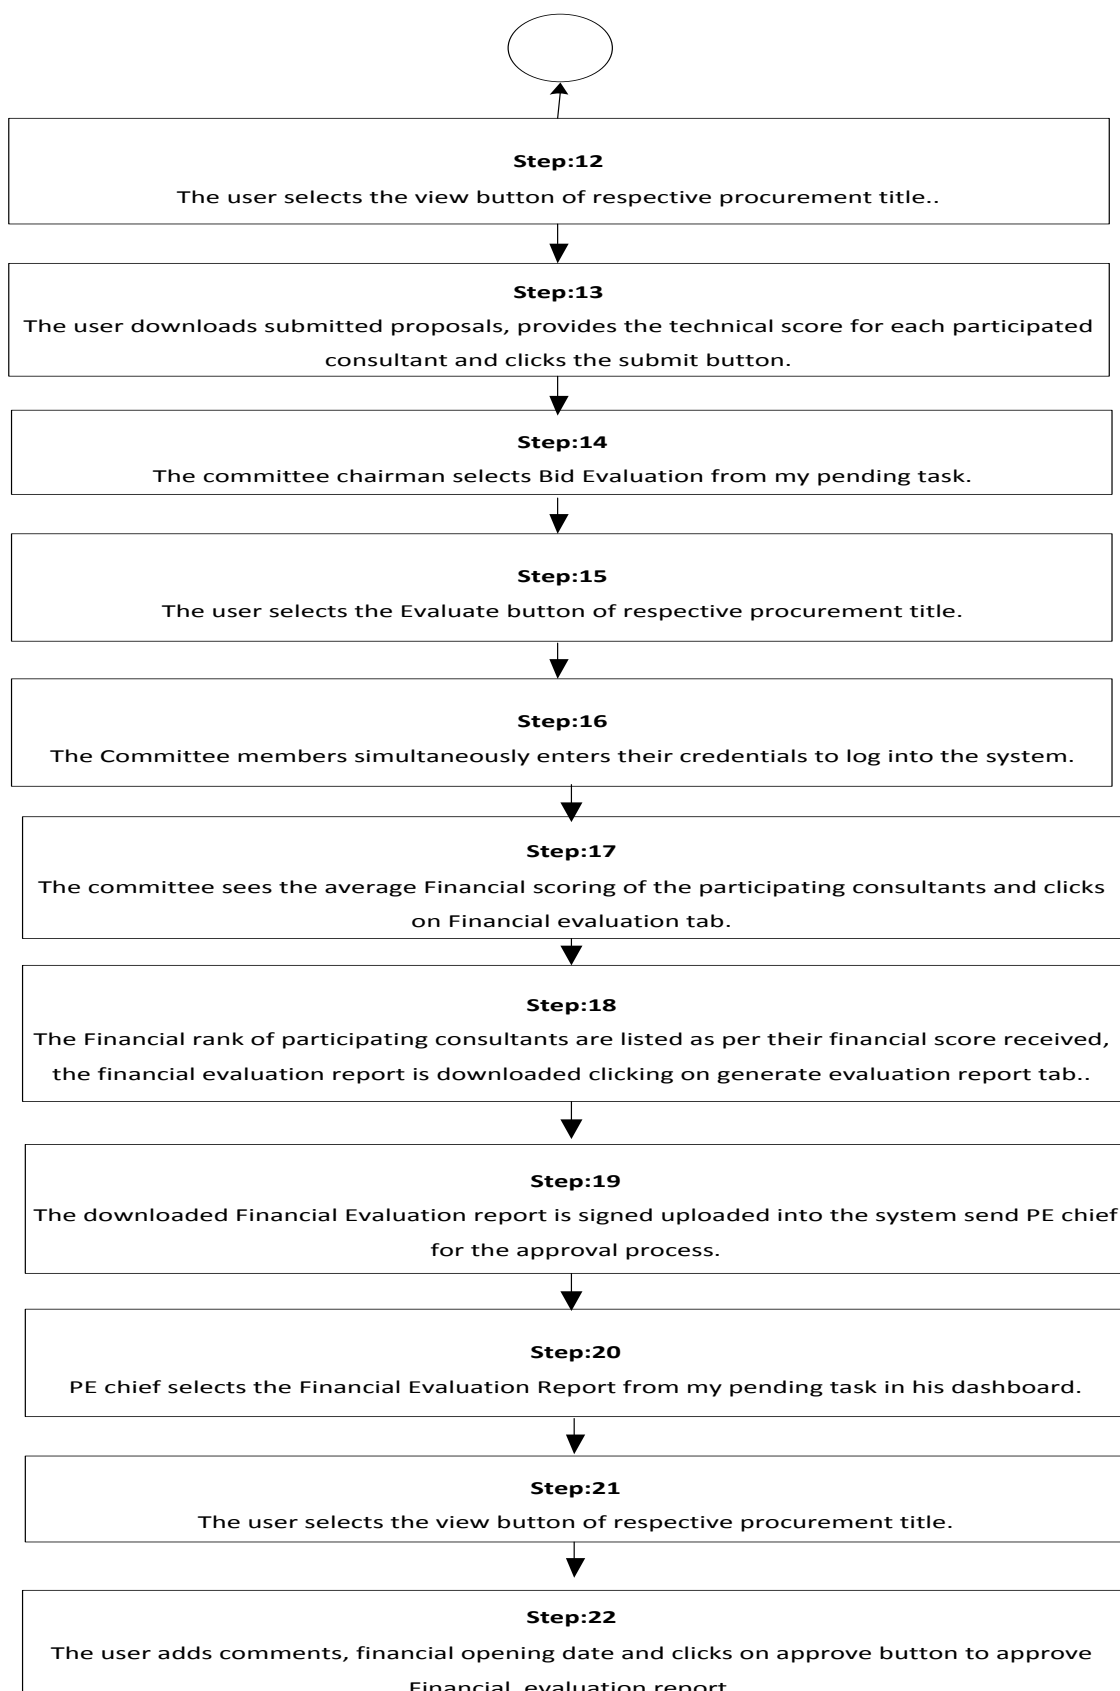 Step:12
The user selects the view button of respective procurement title..
Step:13
The user downloads submitted proposals, provides the technical score for each participated
consultant and clicks the submit button.
Step:14
The committee chairman selects Bid Evaluation from my pending task.
Step:15
The user selects the Evaluate button of respective procurement title.
Step:16
The Committee members simultaneously enters their credentials to log into the system.
Step:17
The committee sees the average Financial scoring of the participating consultants and clicks
on Financial evaluation tab.
Step:18
The Financial rank of participating consultants are listed as per their financial score received,
the financial evaluation report is downloaded clicking on generate evaluation report tab..
Step:19
The downloaded Financial Evaluation report is signed uploaded into the system send PE chief
for the approval process.
Step:20
PE chief selects the Financial Evaluation Report from my pending task in his dashboard.
Step:21
The user selects the view button of respective procurement title.
Step:22
The user adds comments, financial opening date and clicks on approve button to approve
Financial evaluation report